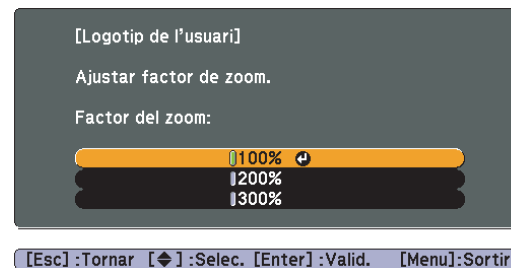 [Logotip de l'usuari]
Ajustar factor de zoom.
Factor del zoom:
100%
200%
300%
[Esc] :Tornar [◆] :Selec. [Enter] :Valid. [Menu]:Sortir